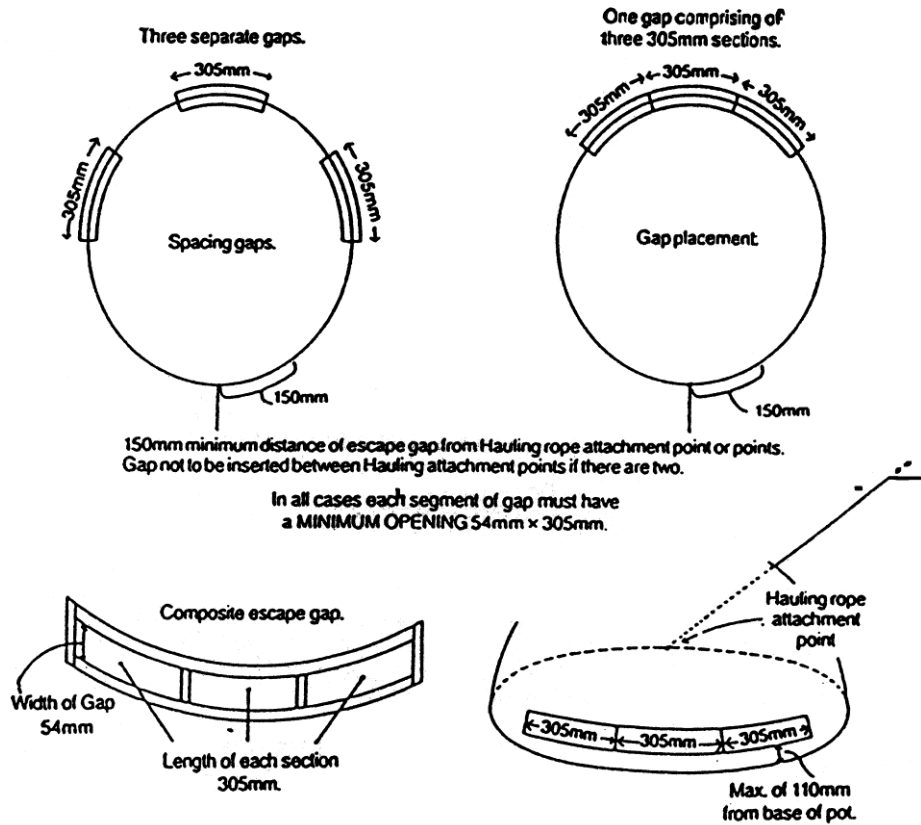 Three separate gaps.
305mm
305mm
305mm
Spacing gaps.
150mm
One gap comprising of
three 305mm sections.
305mm
305mm
305mm
Gap placement.
150mm
150mm minimum distance of escape gap from Hauling rope attachment point or points.
Gap not to be inserted between Hauling attachment points if there are two.
In all cases each segment of gap must have
a MINIMUM OPENING 54mm × 305mm.
Composite escape gap.
Width of Gap
54mm
Length of each section
305mm.
Hauling rope
attachment
point
305mm
305mm
305mm
Max. of 110mm
from base of pot.